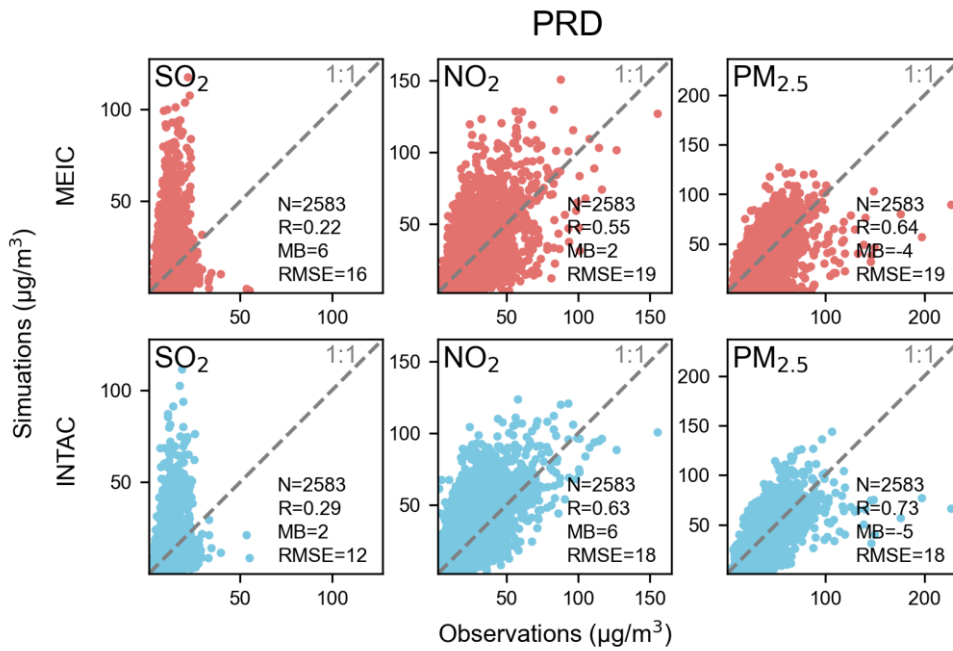 PRD
SO2
1:1
NO2
1:1
PM2.5
1:1
MEIC
100
50
N=2583
R=0.22
MB=6
RMSE=16
50
100
150
100
50
N=2583
R=0.55
MB=2
RMSE=19
50
100
150
200
100
N=2583
R=0.64
MB=-4
RMSE=19
100
200
Simuations (μg/m³)
INTAC
SO2
1:1
100
50
N=2583
R=0.29
MB=2
RMSE=12
50
100
NO2
1:1
150
100
50
N=2583
R=0.63
MB=6
RMSE=18
50
100
150
PM2.5
1:1
200
100
N=2583
R=0.73
MB=-5
RMSE=18
100
200
Observations (μg/m³)